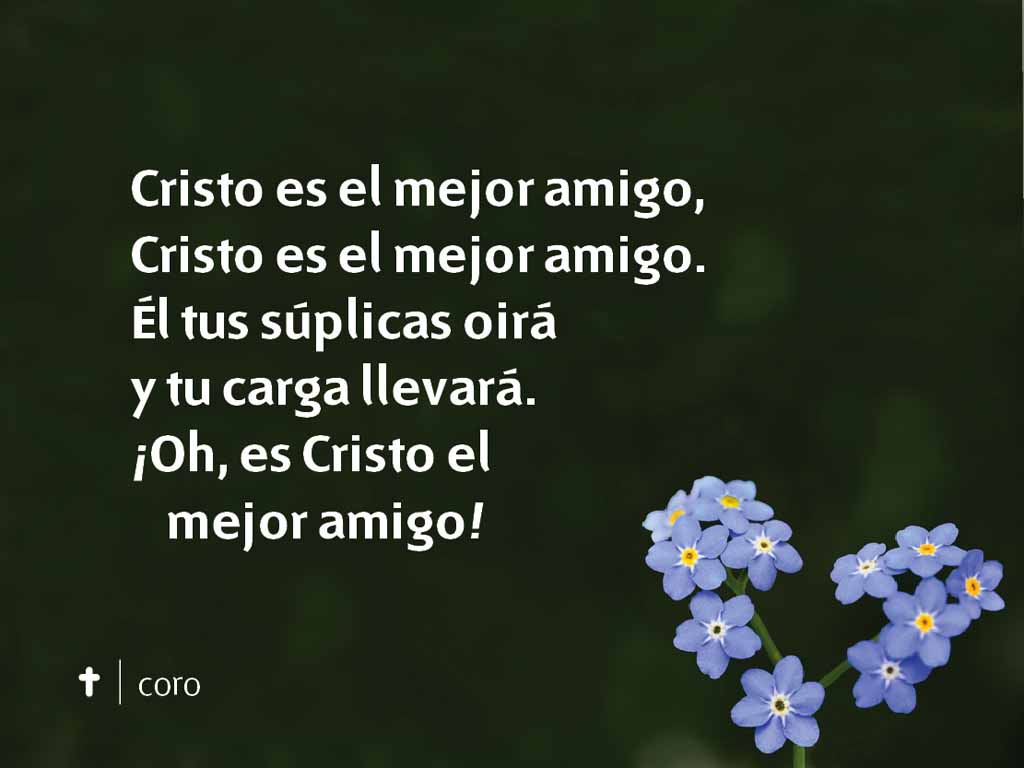 Cristo es el mejor amigo,
Cristo es el mejor amigo.
Él tus súplicas oirá
y tu carga llevará.
¡Oh, es Cristo el
mejor amigo!
coro